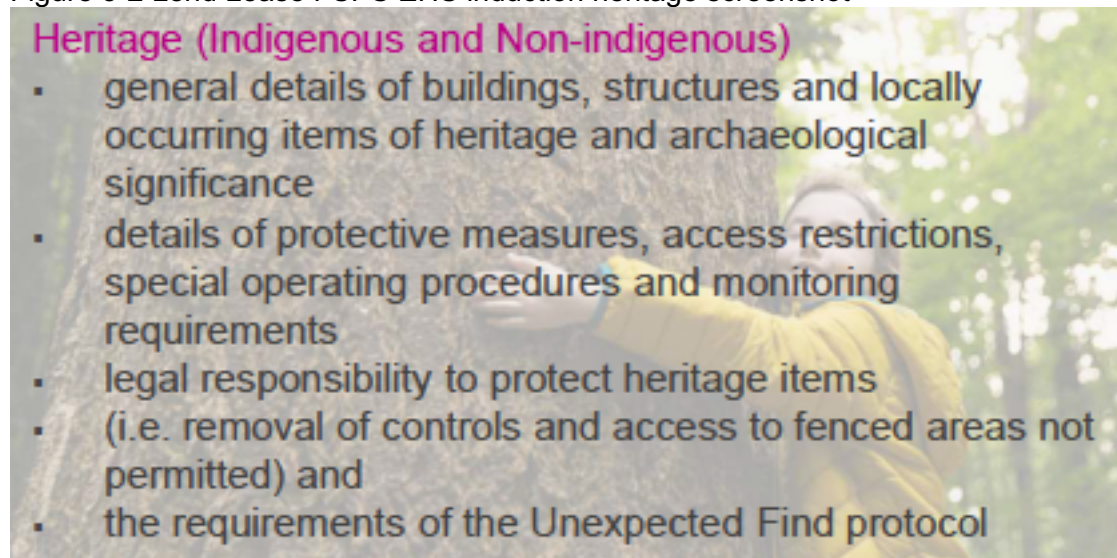 Heritage (Indigenous and Non-indigenous)
▪ general details of buildings, structures and locally
occurring items of heritage and archaeological
significance
▪ details of protective measures, access restrictions,
special operating procedures and monitoring
requirements
▪ legal responsibility to protect heritage items
▪ (i.e. removal of controls and access to fenced areas not
permitted) and
▪ the requirements of the Unexpected Find protocol